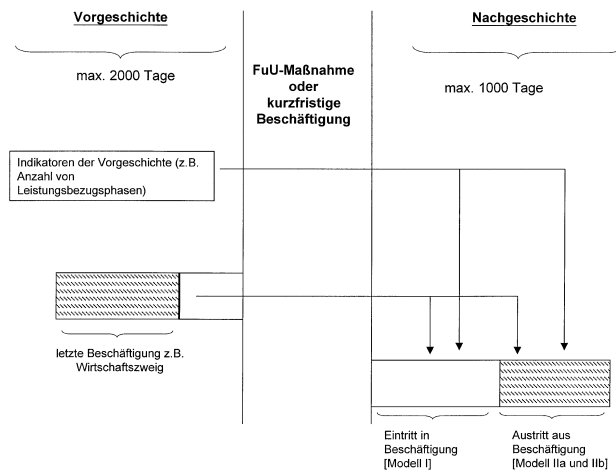 Vorgeschichte
max. 2000 Tage
FuU-Maßnahme
oder
kurzfristige
Beschäftigung
Nachgeschichte
max. 1000 Tage
Indikatoren der Vorgeschichte (z.B.
Anzahl von
Leistungsbezugsphasen)
letzte Beschäftigung z.B.
Wirtschaftszweig
Eintritt in
Beschäftigung
[Modell I]
Austritt aus
Beschäftigung
[Modell IIa und IIb]